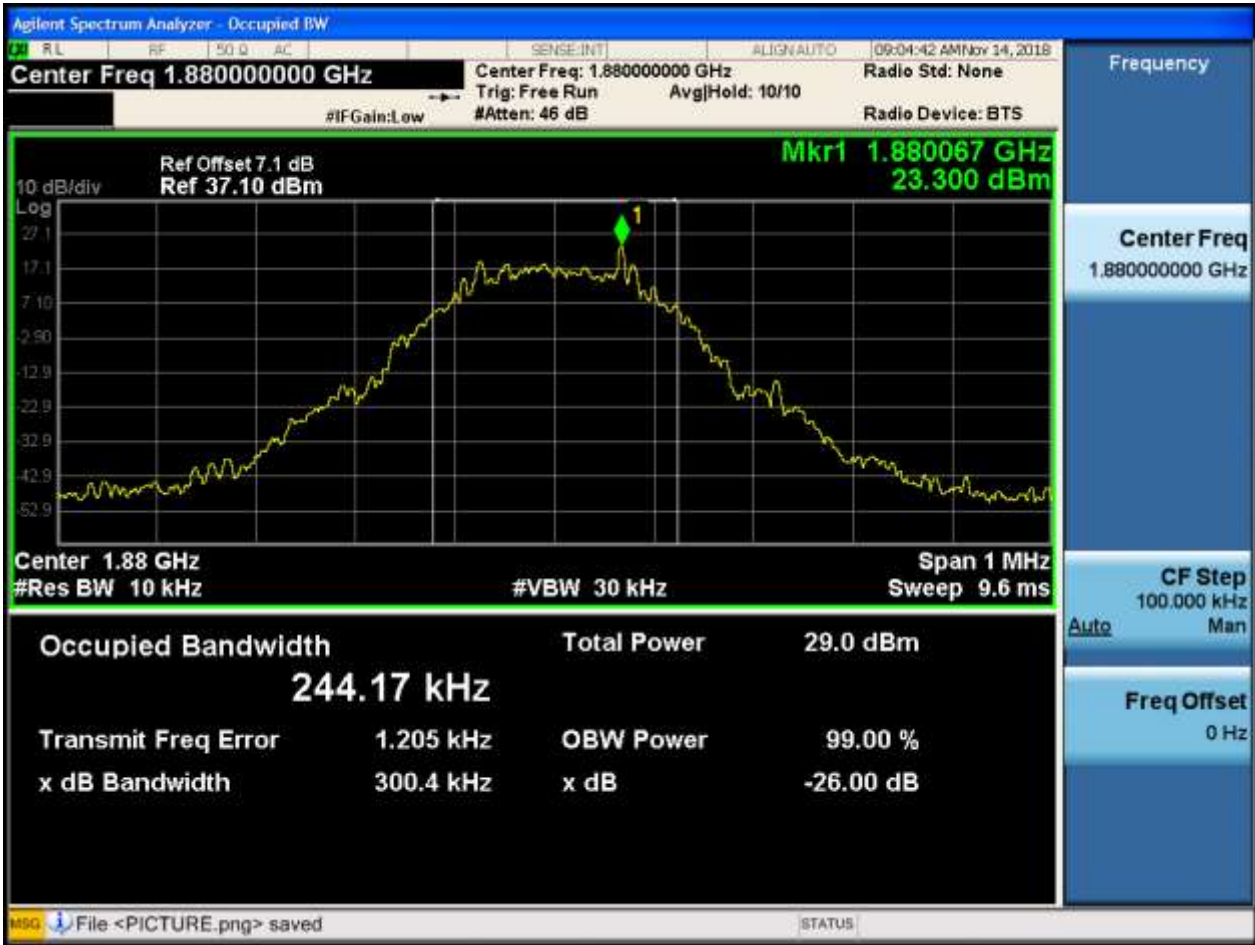 Agilent Spectrum Analyzer - Occupied BW
RL RF 50 Ω AC SENSE:INT ALIGN AUTO 09:04:42 AM Nov 14, 2018
Center Freq 1.880000000 GHz
Center Freq: 1.880000000 GHz
Radio Std: None
Trig: Free Run Avg|Hold: 10/10
#IFGain:Low #Atten: 46 dB Radio Device: BTS
Mkr1 1.880067 GHz
23.300 dBm
Ref Offset 7.1 dB
10 dB/div Ref 37.10 dBm
Log
1
27.1
17.1
7.10
-2.90
-12.9
-22.9
-32.9
-42.9
-52.9
Center 1.88 GHz Span 1 MHz
#Res BW 10 kHz #VBW 30 kHz Sweep 9.6 ms
Occupied Bandwidth Total Power 29.0 dBm
244.17 kHz
Transmit Freq Error 1.205 kHz OBW Power 99.00 %
x dB Bandwidth 300.4 kHz x dB -26.00 dB
Frequency
Center Freq
1.880000000 GHz
CF Step
100.000 kHz
Auto Man
Freq Offset
0 Hz
MSG File <PICTURE.png> saved STATUS